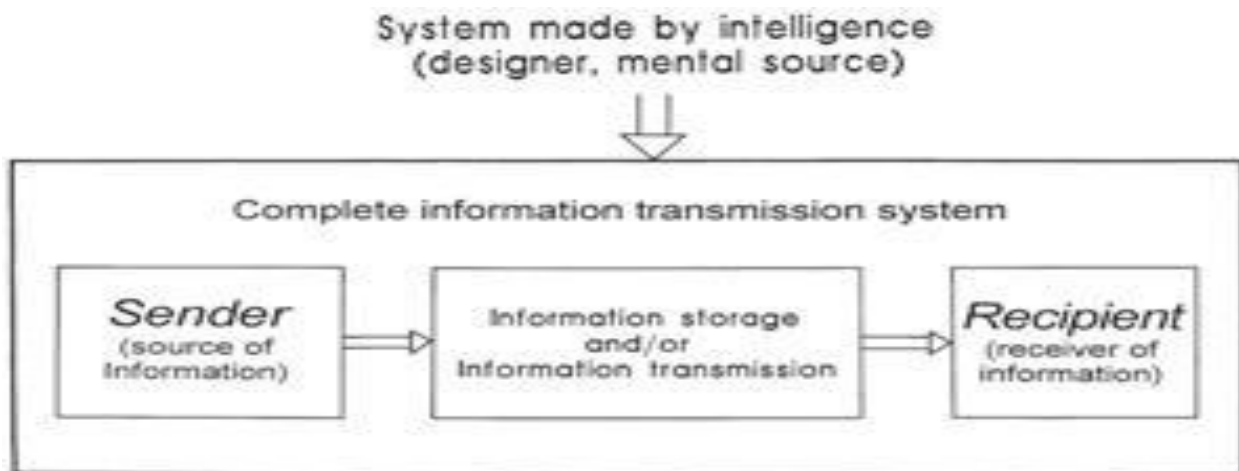 System made by intelligence
(designer, mental source)
Complete information transmission system
Sender
(source of
Information)
Information storage
and/or
Information transmission
Recipient
(receiver of
information)